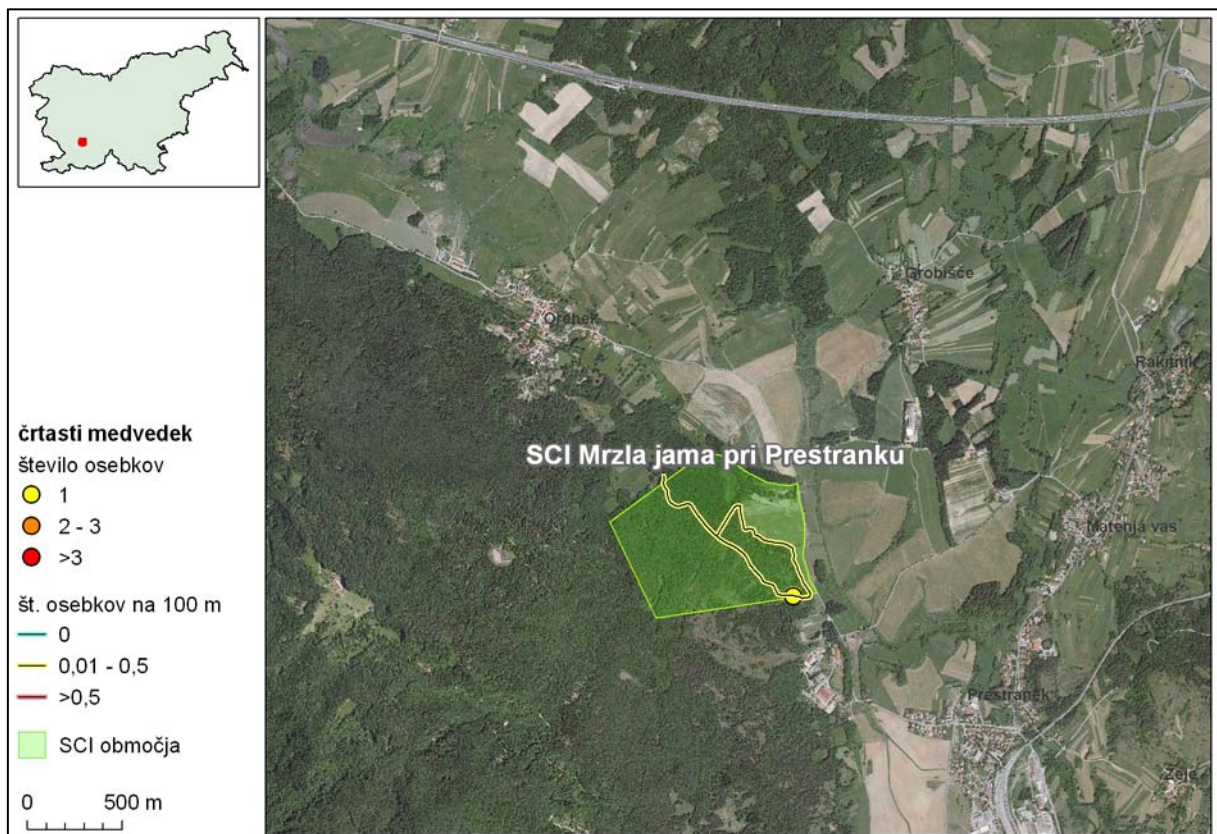 črtasti medvedek
število osebkov
1
2 - 3
>3
št. osebkov na 100 m
0
0,01 - 0,5
>0,5
SCI območja
0 500 m
Grobišče
Orehek
Rakitnik
SCI Mrzla jama pri Prestranku
Matenja vas
Prestranek
Žeje